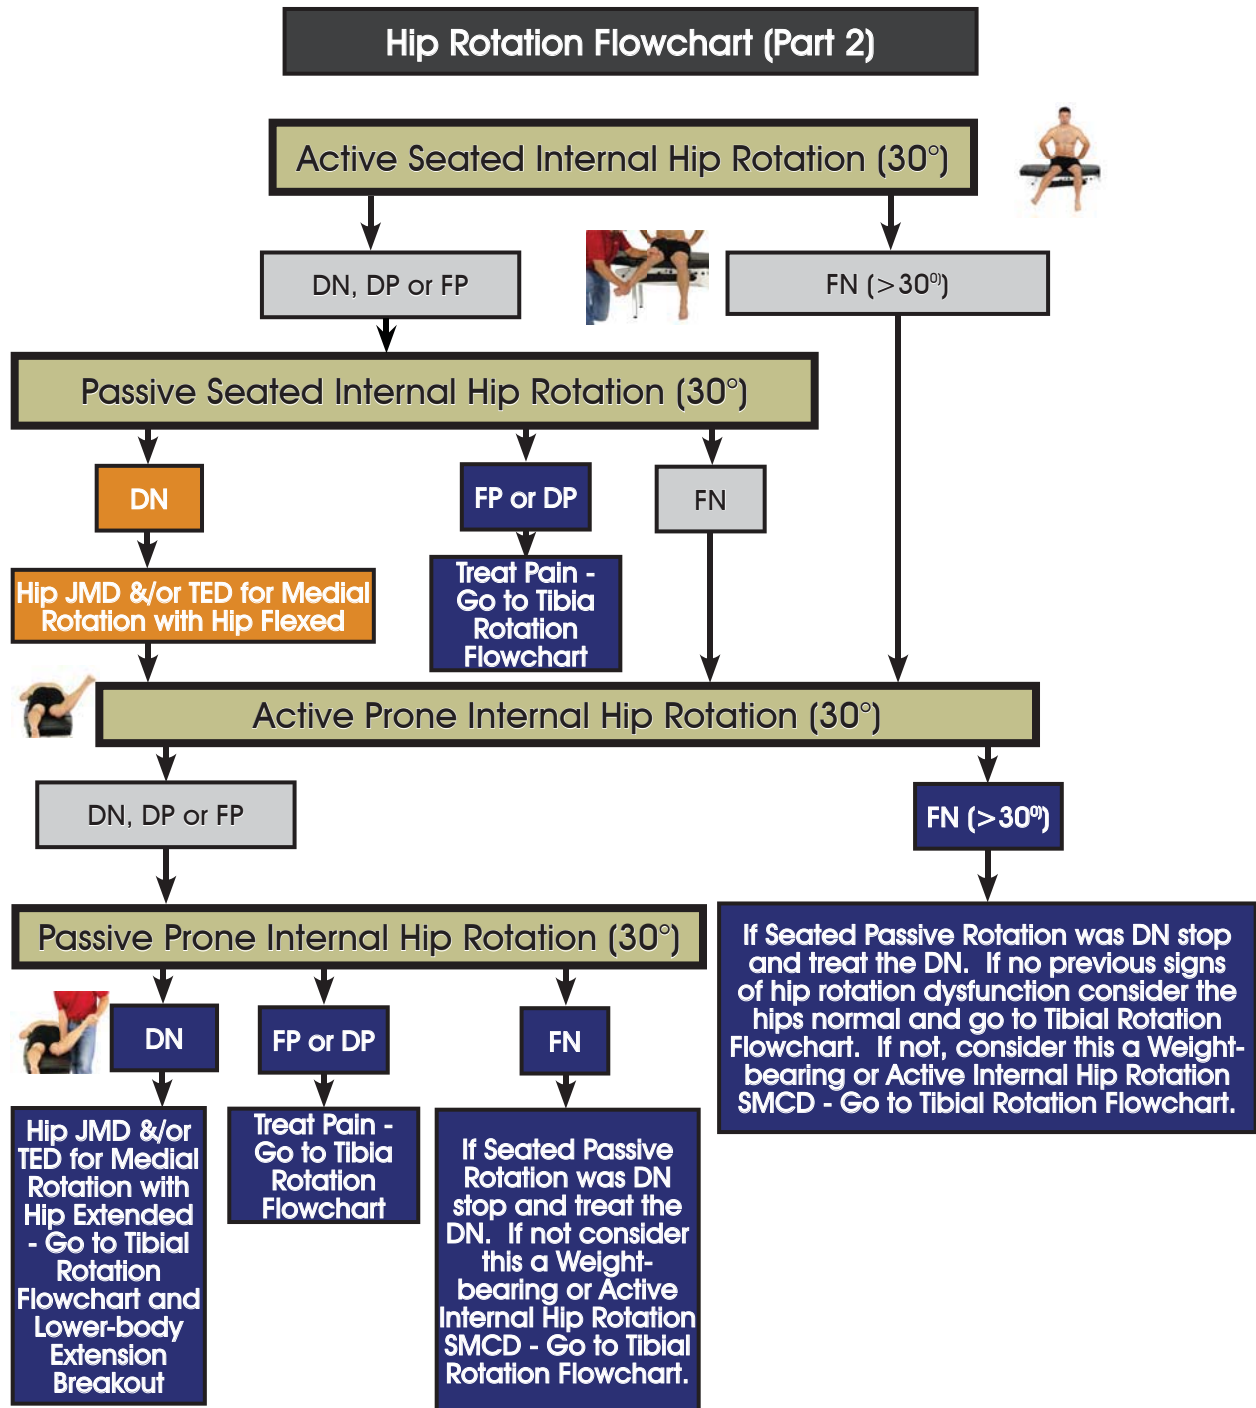 Hip Rotation Flowchart (Part 2)
Active Seated Internal Hip Rotation (30°)
DN, DP or FP
FN (>30⁰⁾)
Passive Seated Internal Hip Rotation (30°)
DN
FP or DP
FN
Hip JMD &/or TED for Medial
Rotation with Hip Flexed
Treat Pain -
Go to Tibia
Rotation
Flowchart
Active Prone Internal Hip Rotation (30°)
DN, DP or FP
FN (>30⁰⁾)
Passive Prone Internal Hip Rotation (30°)
DN
FP or DP
FN
If Seated Passive Rotation was DN stop
and treat the DN.  If no previous signs
of hip rotation dysfunction consider the
hips normal and go to Tibial Rotation
Flowchart.  If not, consider this a Weight-
bearing or Active Internal Hip Rotation
SMCD - Go to Tibial Rotation Flowchart.
Hip JMD &/or
TED for Medial
Rotation with
Hip Extended
- Go to Tibial
Rotation
Flowchart and
Lower-body
Extension
Breakout
Treat Pain -
Go to Tibia
Rotation
Flowchart
If Seated Passive
Rotation was DN
stop and treat the
DN.  If not consider
this a Weight-
bearing or Active
Internal Hip Rotation
SMCD - Go to Tibial
Rotation Flowchart.